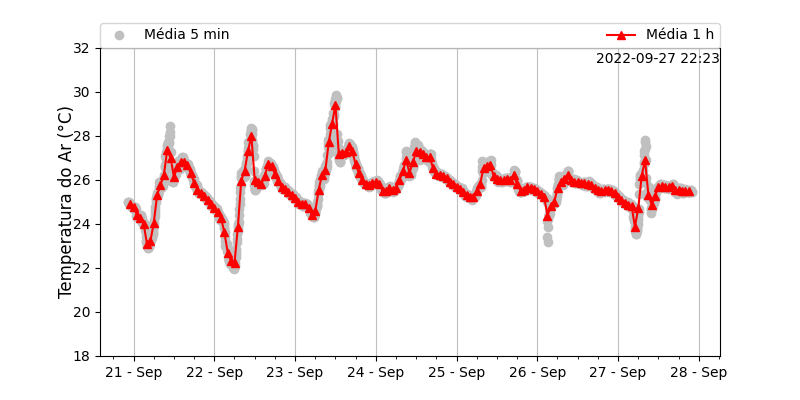 Média 5 min
Média 1 h
2022-09-27 22:23
Temperatura do Ar (°C)
32
30
28
26
24
22
20
18
21 - Sep
22 - Sep
23 - Sep
24 - Sep
25 - Sep
26 - Sep
27 - Sep
28 - Sep